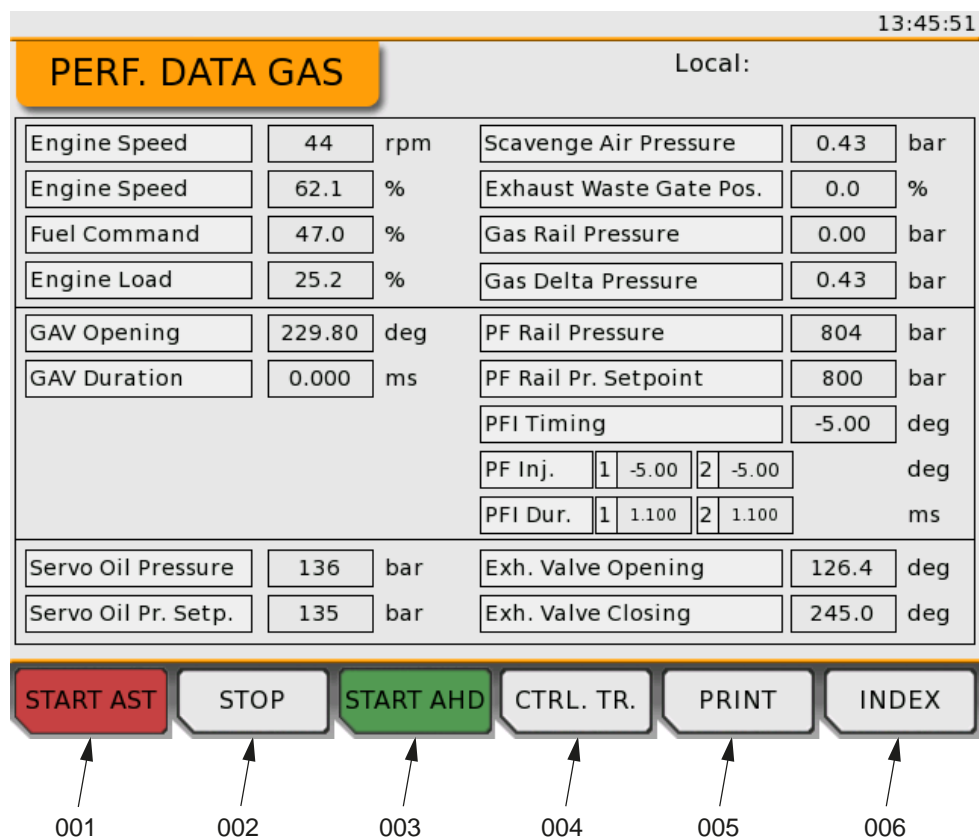 13:45:51
PERF. DATA GAS Local:
Engine Speed 44 rpm Scavenge Air Pressure 0.43 bar
Engine Speed 62.1 % Exhaust Waste Gate Pos. 0.0 %
Fuel Command 47.0 % Gas Rail Pressure 0.00 bar
Engine Load 25.2 % Gas Delta Pressure 0.43 bar
GAV Opening 229.80 deg PF Rail Pressure 804 bar
GAV Duration 0.000 ms PF Rail Pr. Setpoint 800 bar
PFI Timing -5.00 deg
PF Inj. 1 -5.00 2 -5.00 deg
PFI Dur. 1 1.100 2 1.100 ms
Servo Oil Pressure 136 bar Exh. Valve Opening 126.4 deg
Servo Oil Pr. Setp. 135 bar Exh. Valve Closing 245.0 deg
START AST STOP START AHD CTRL. TR. PRINT INDEX
001 002 003 004 005 006